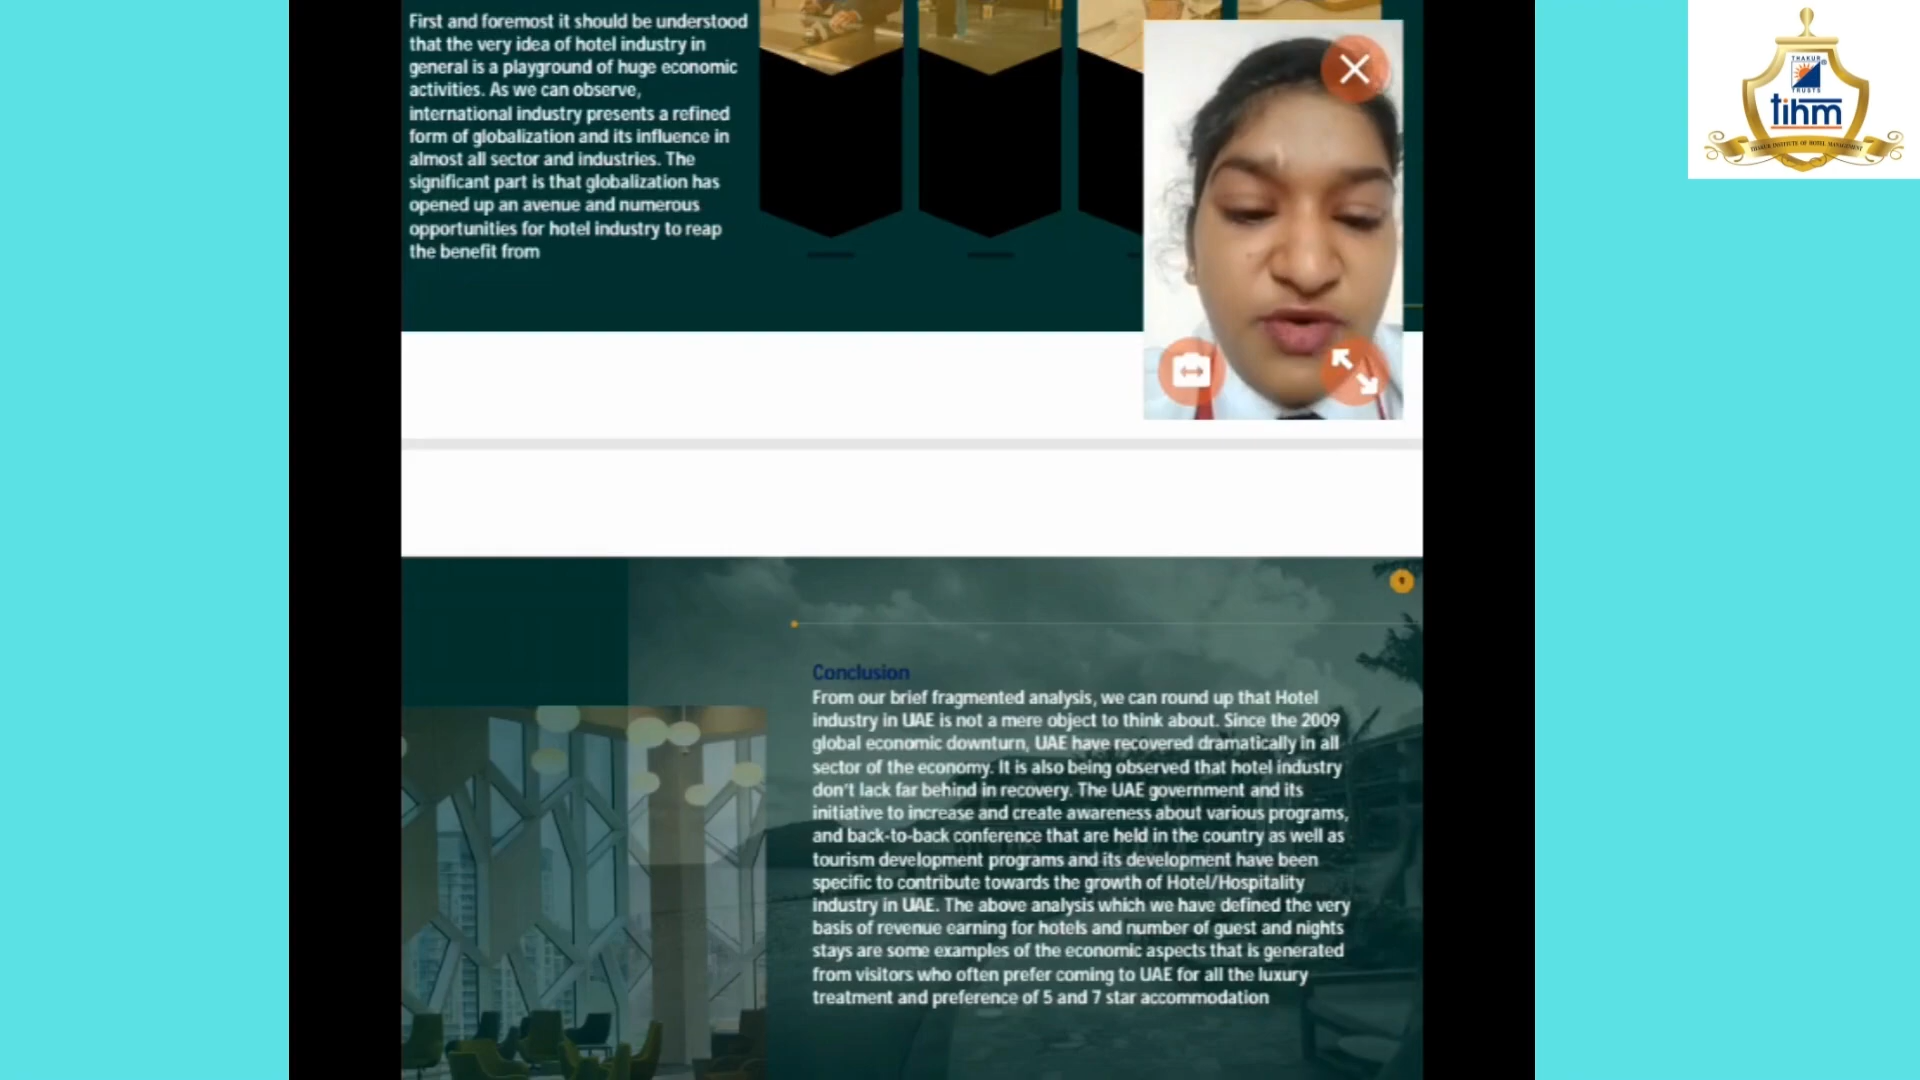 First and foremost it should be understood
that the very idea of hotel industry in
general is a playground of huge economic
activities. As we can observe,
international industry presents a refined
form of globalization and its influence in
almost all sector and industries. The
significant part is that globalization has
opened up an avenue and numerous
opportunities for hotel industry to reap
the benefit from
THAKUR
TRUSTS
tihm
THAKUR INSTITUTE OF HOTEL MANAGEMENT
Conclusion
From our brief fragmented analysis, we can round up that Hotel
industry in UAE is not a mere object to think about. Since the 2009
global economic downturn, UAE have recovered dramatically in all
sector of the economy. It is also being observed that hotel industry
don't lack far behind in recovery. The UAE government and its
initiative to increase and create awareness about various programs,
and back-to-back conference that are held in the country as well as
tourism development programs and its development have been
specific to contribute towards the growth of Hotel/Hospitality
industry in UAE. The above analysis which we have defined the very
basis of revenue earning for hotels and number of guest and nights
stays are some examples of the economic aspects that is generated
from visitors who often prefer coming to UAE for all the luxury
treatment and preference of 5 and 7 star accommodation